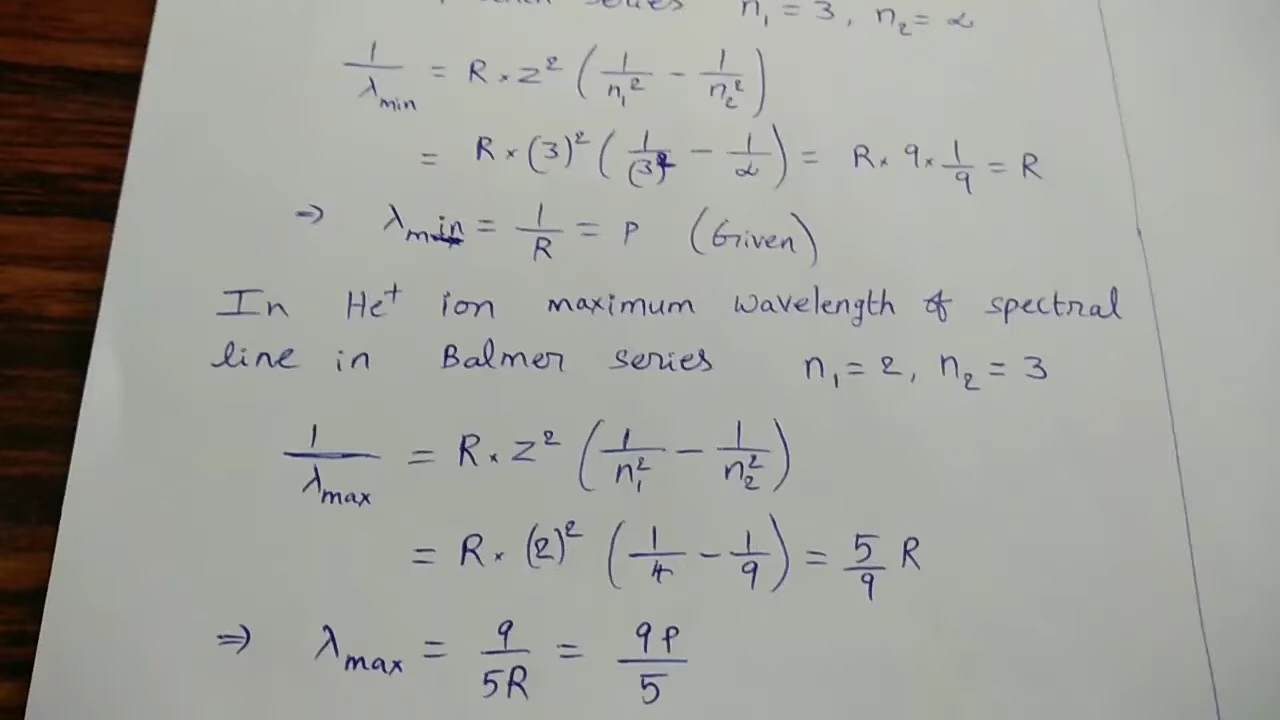 series n₁ = 3, n₂ = α
1/λmin = R × Z² (1/n₁² − 1/n₂²)
= R × (3)² (1/(3)² − 1/α) = R × 9 × 1/9 = R
⇒ λmin = 1/R = P (Given)
In He⁺ ion maximum wavelength of spectral
line in Balmer series n₁ = 2, n₂ = 3
1/λmax = R × Z² (1/n₁² − 1/n₂²)
= R × (2)² (1/4 − 1/9) = 5/9 R
⇒ λmax = 9/5R = 9P/5